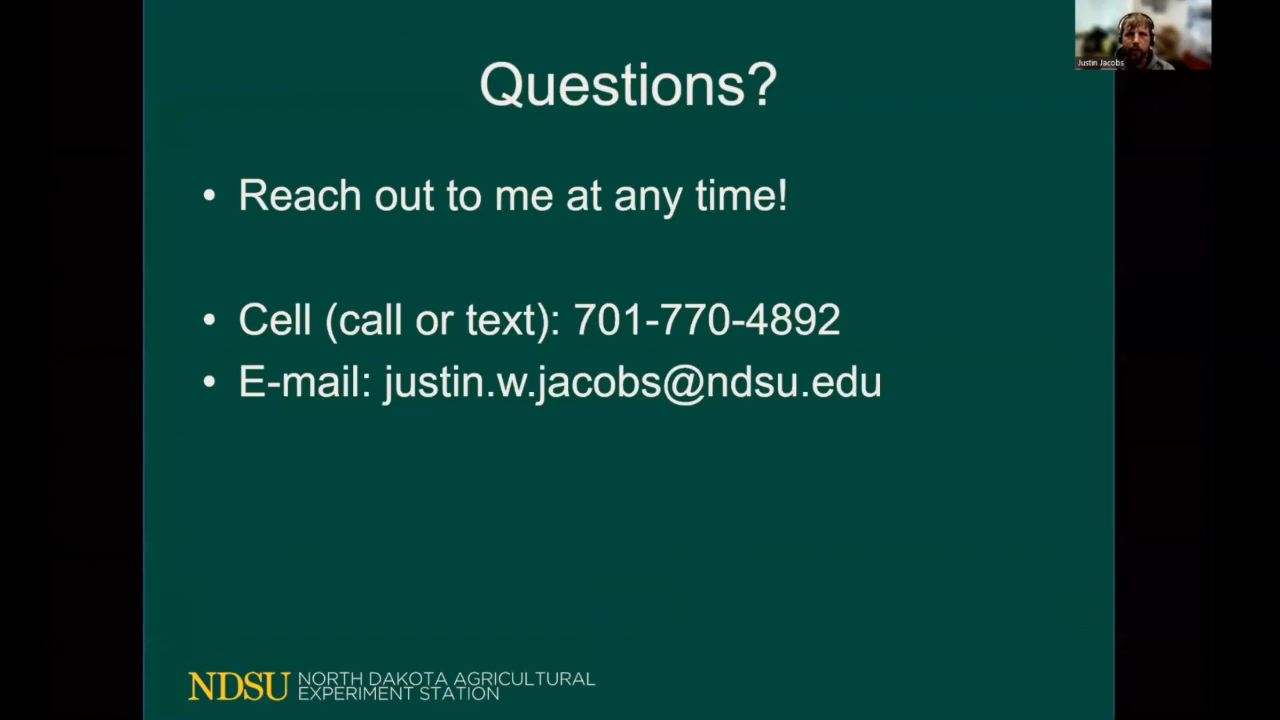 Justin Jacobs
Questions?
• Reach out to me at any time!
• Cell (call or text): 701-770-4892
• E-mail: justin.w.jacobs@ndsu.edu
NDSU NORTH DAKOTA AGRICULTURAL
EXPERIMENT STATION